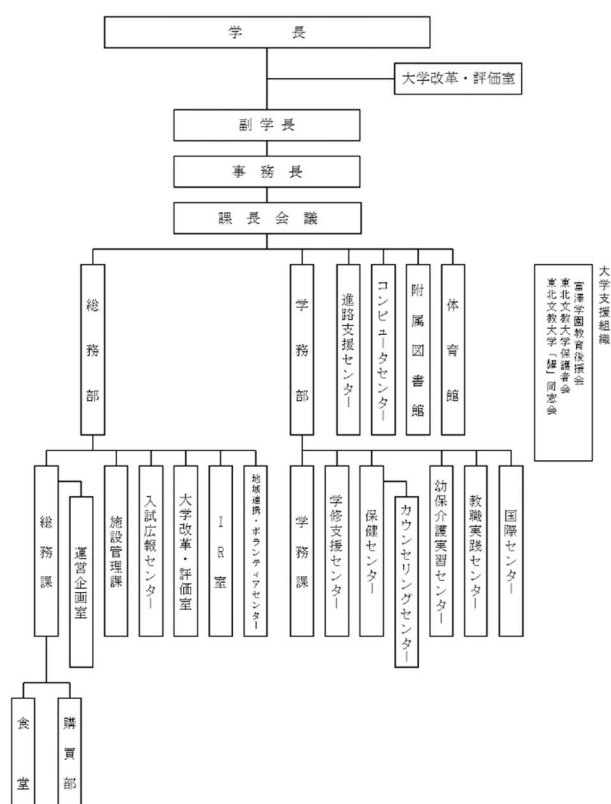 学長
大学改革・評価室
副学長
事務長
課長会議
総務部
学務部
進路支援センター
コンピュータセンター
附属図書館
体育館
大学支援組織
富澤学園教育後援会
東北文教大学保護者会
東北文教大学「譁」同窓会
総務課
運営企画室
施設管理課
入試広報センター
大学改革・評価室
IR室
地域連携・ボランティアセンター
学務課
学修支援センター
保健センター
カウンセリングセンター
幼保介護実習センター
教職実践センター
国際センター
食堂
購買部